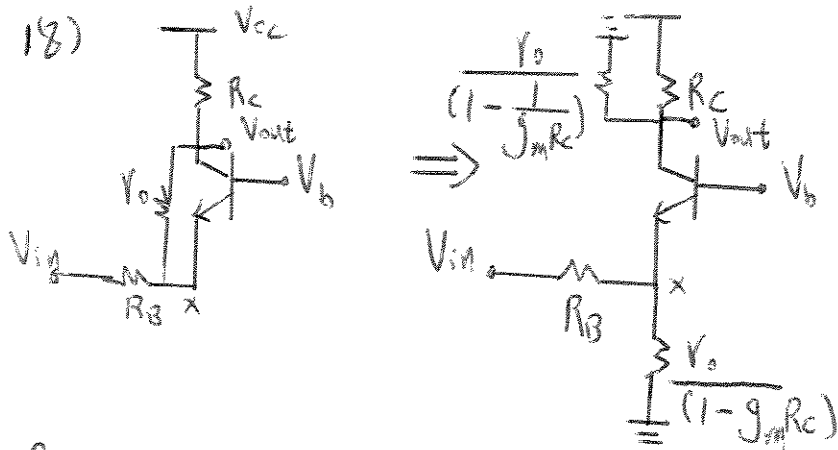 18)
Vcc
Rc
Vout
ro
Vb
Vin
RB
x
⇒
ro
(1 - 1/gmRc)
Rc
Vout
Vb
Vin
RB
x
ro
(1 - gmRc)